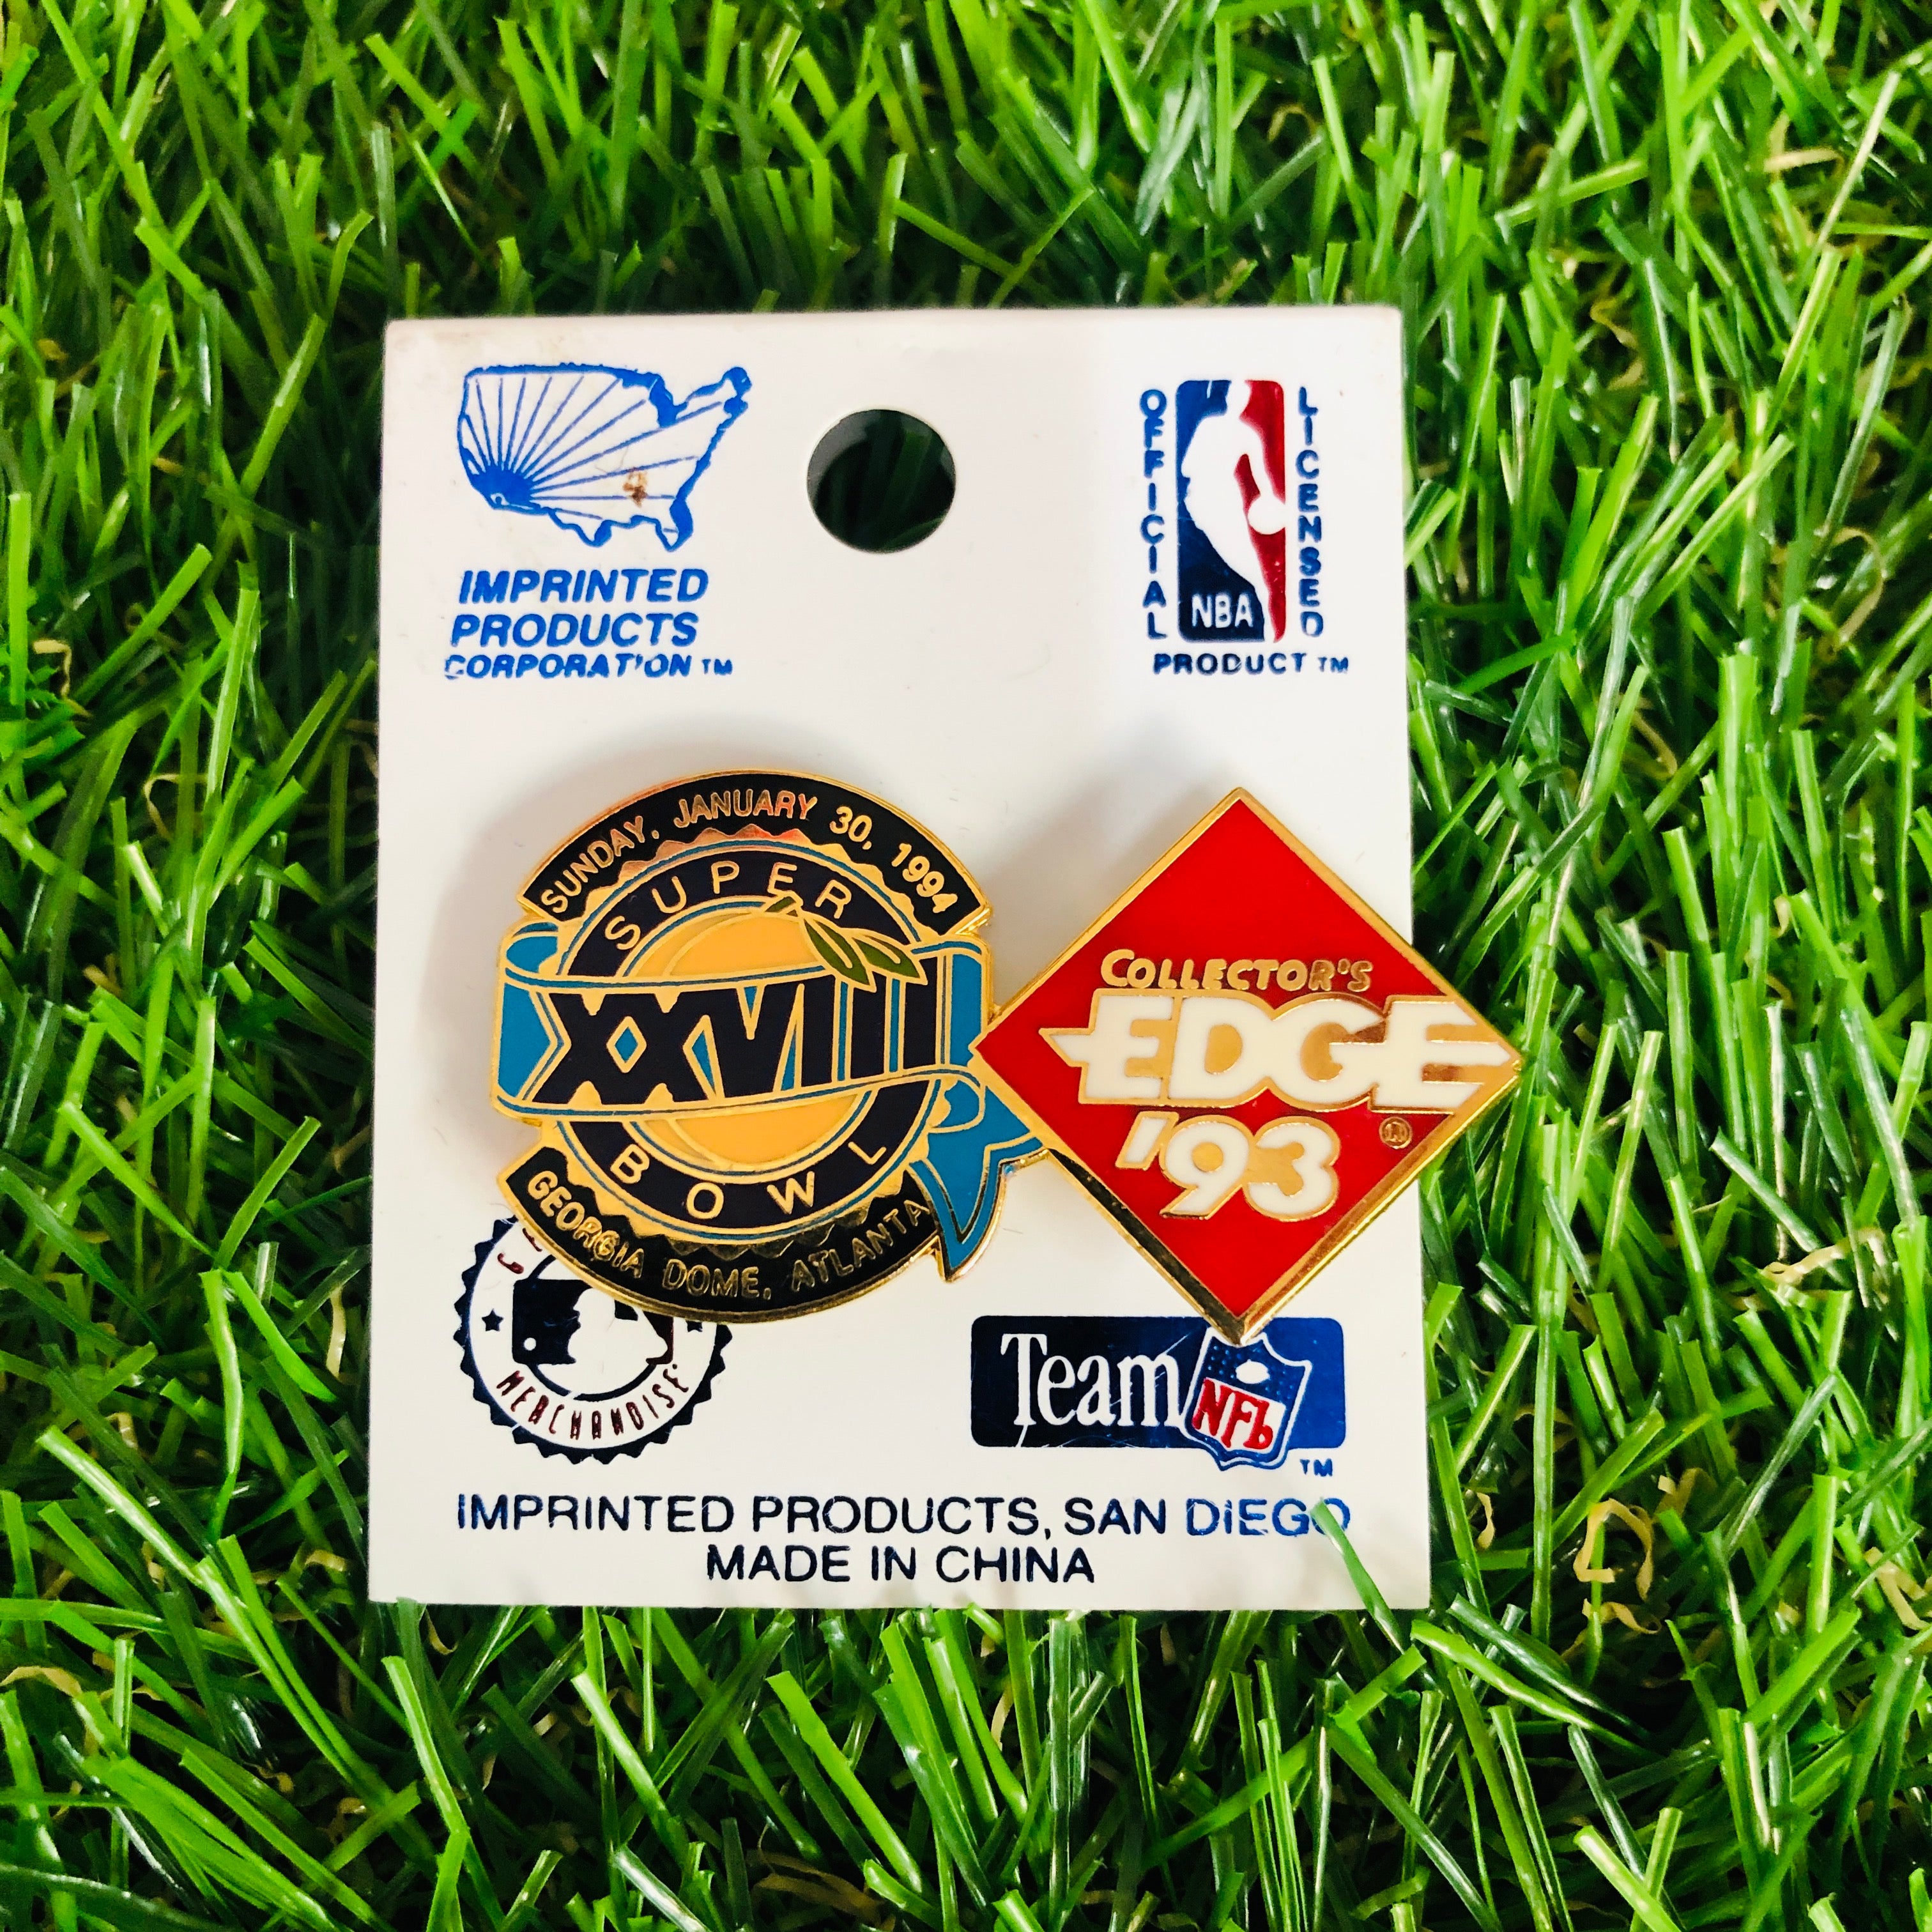 IMPRINTED
PRODUCTS
CORPORATION TM
OFFICIAL
LICENSED
NBA
PRODUCT TM
SUNDAY, JANUARY 30, 1994
SUPER
XXVIII
BOWL
GEORGIA DOME, ATLANTA
COLLECTOR'S
EDGE
'93
®
MERCHANDISE
Team NFL
TM
IMPRINTED PRODUCTS, SAN DIEGO
MADE IN CHINA